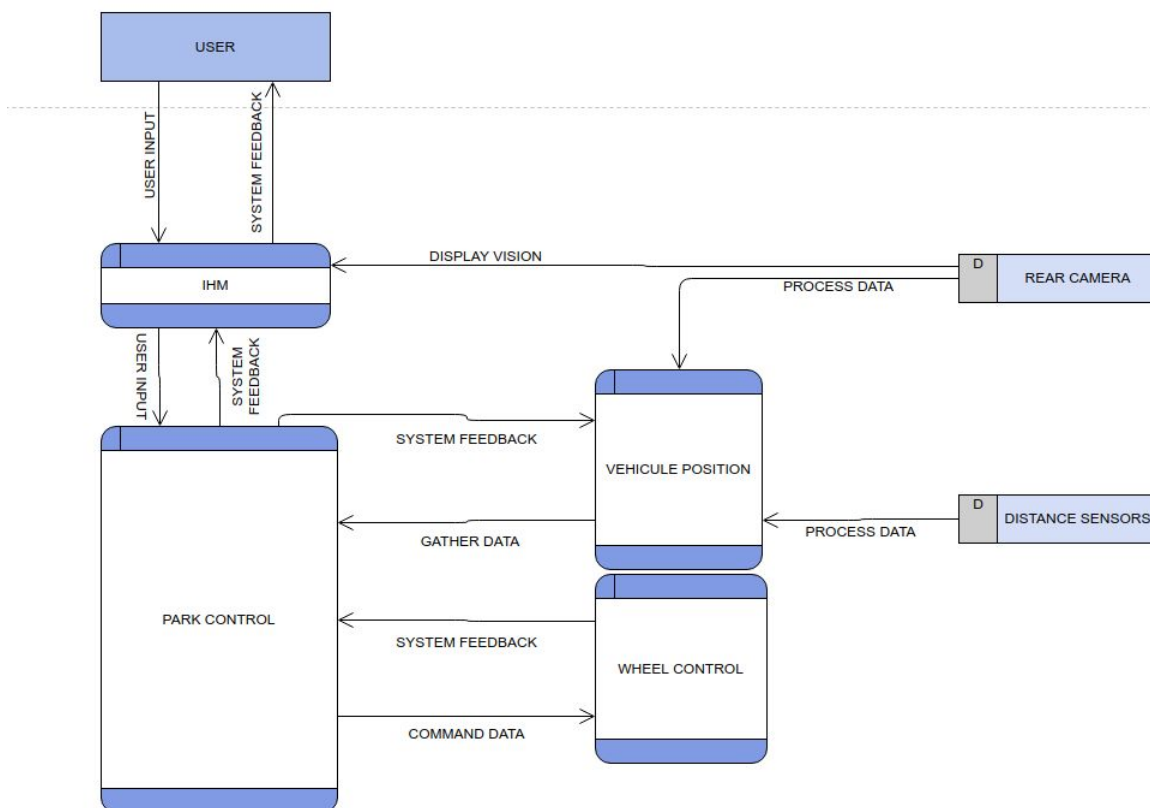 USER
USER INPUT
SYSTEM FEEDBACK
DISPLAY VISION
D
REAR CAMERA
IHM
PROCESS DATA
USER INPUT
SYSTEM
FEEDBACK
SYSTEM FEEDBACK
VEHICULE POSITION
D
DISTANCE SENSORS
GATHER DATA
PROCESS DATA
PARK CONTROL
SYSTEM FEEDBACK
WHEEL CONTROL
COMMAND DATA